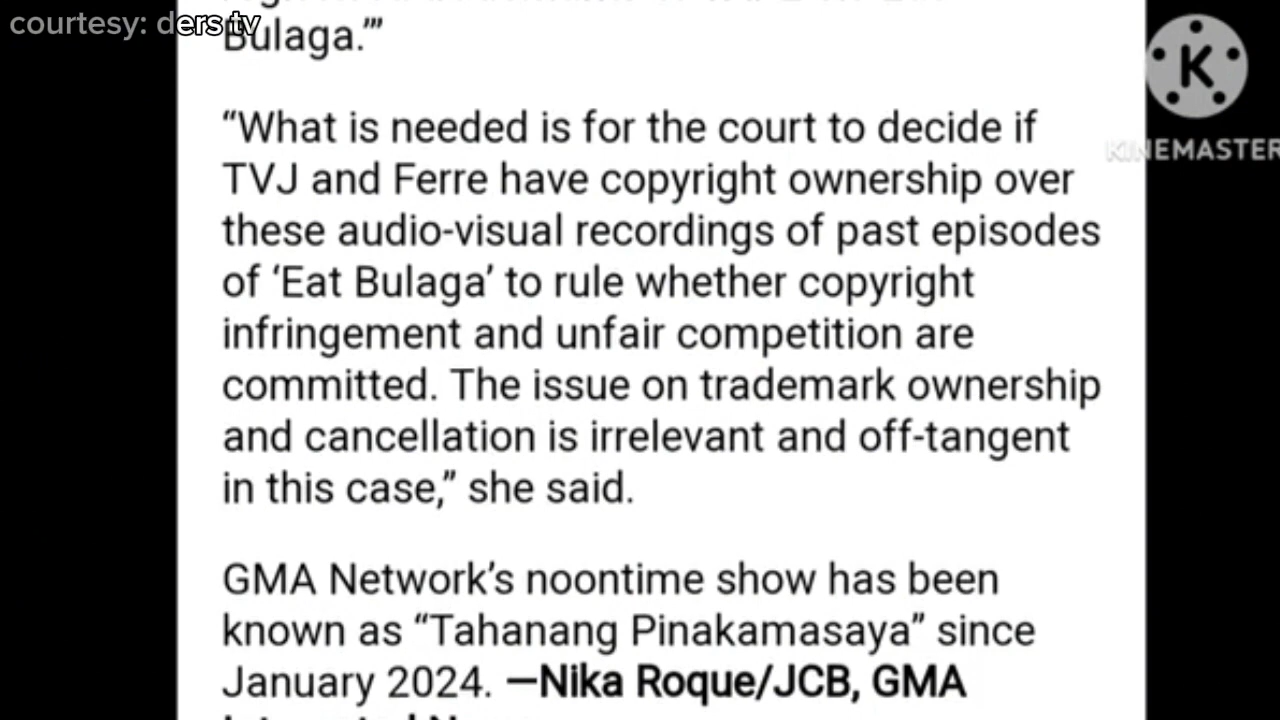 courtesy: ders tv
Bulaga.'"
“What is needed is for the court to decide if
TVJ and Ferre have copyright ownership over
these audio-visual recordings of past episodes
of ‘Eat Bulaga’ to rule whether copyright
infringement and unfair competition are
committed. The issue on trademark ownership
and cancellation is irrelevant and off-tangent
in this case,” she said.
GMA Network’s noontime show has been
known as “Tahanang Pinakamasaya” since
January 2024. —Nika Roque/JCB, GMA
K
KINEMASTER